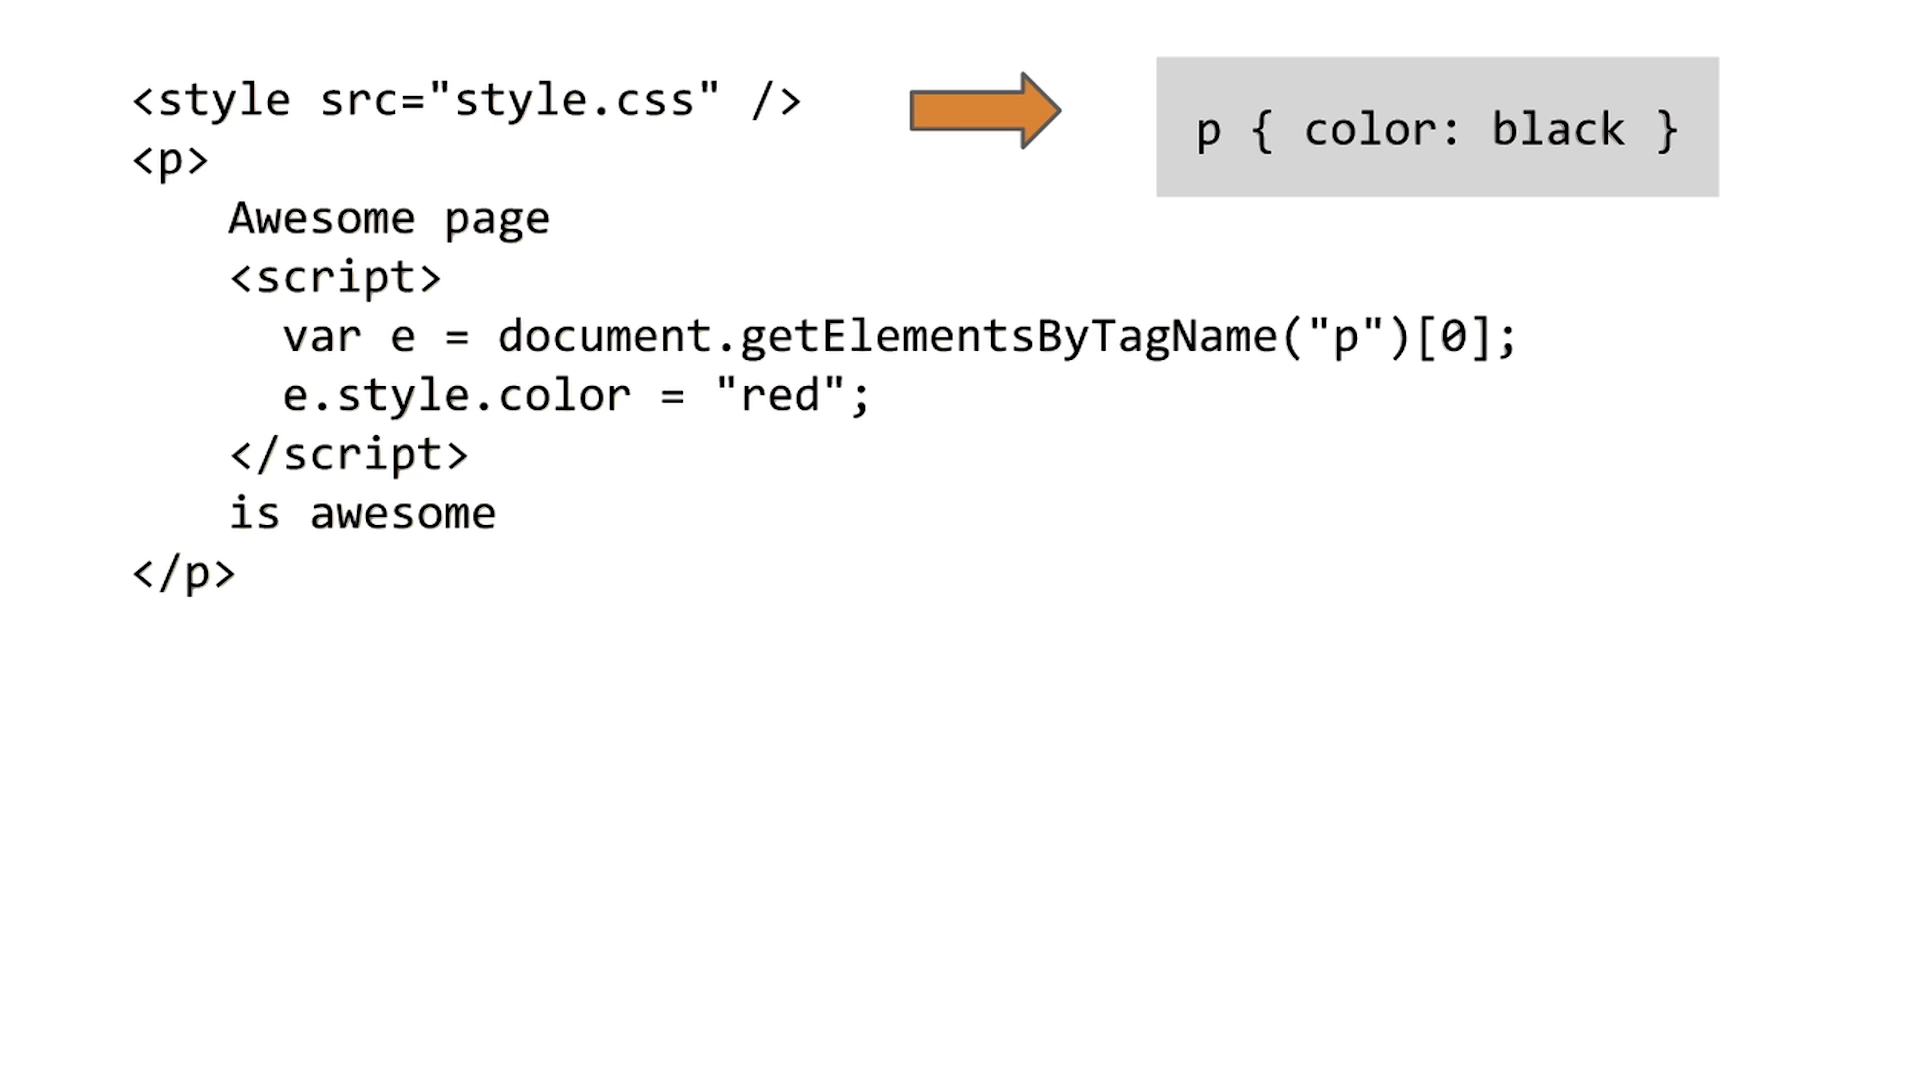 <style src="style.css" />
p { color: black }
<p>
Awesome page
<script>
var e = document.getElementsByTagName("p")[0];
e.style.color = "red";
</script>
is awesome
</p>